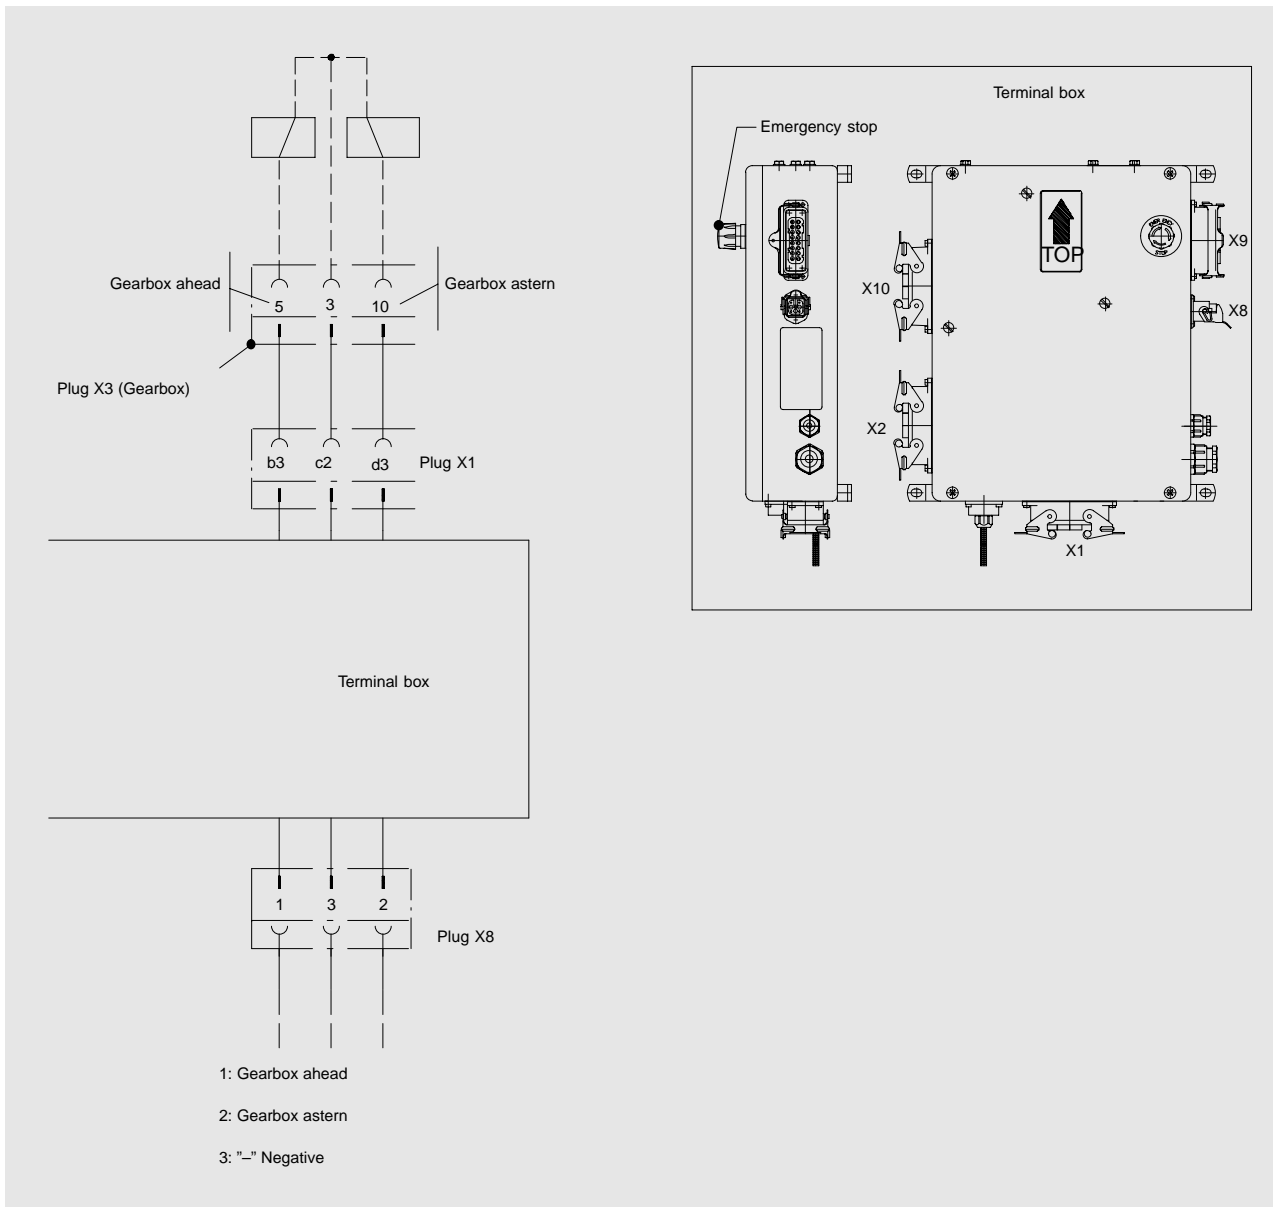 Terminal box
Emergency stop
TOP
STOP
X9
X10
X8
X2
X1
Gearbox ahead
5
3
10
Gearbox astern
Plug X3 (Gearbox)
b3
c2
d3
Plug X1
Terminal box
1
3
2
Plug X8
1: Gearbox ahead
2: Gearbox astern
3: ”–” Negative